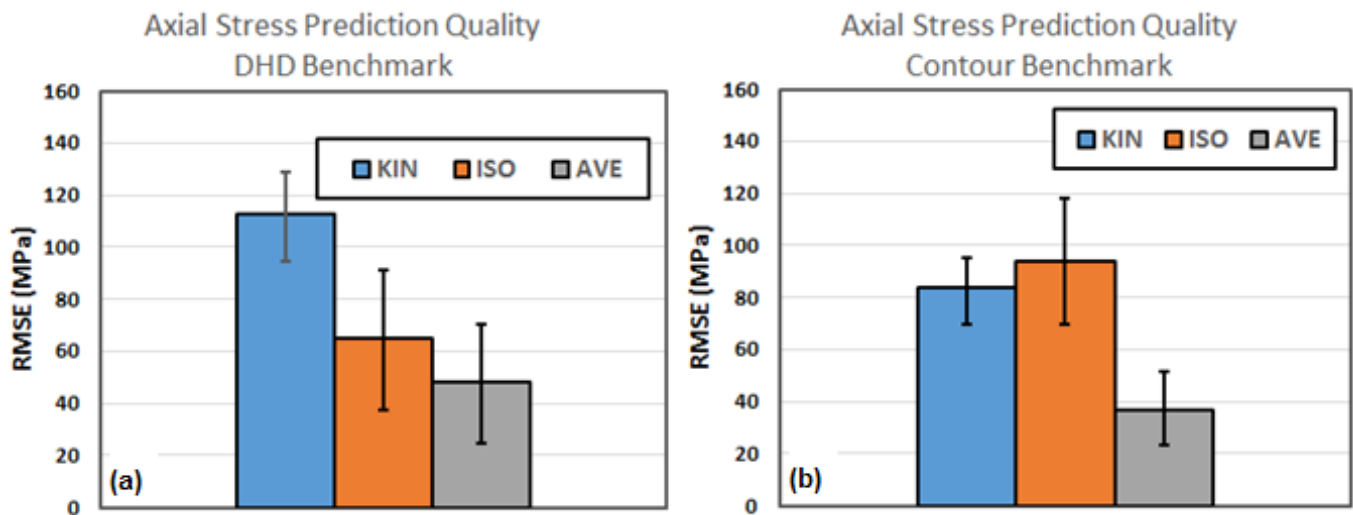 Axial Stress Prediction Quality
DHD Benchmark
160
140
120
100
80
60
40
20
0
RMSE (MPa)
KIN ISO AVE
(a)
Axial Stress Prediction Quality
Contour Benchmark
160
140
120
100
80
60
40
20
0
RMSE (MPa)
KIN ISO AVE
(b)